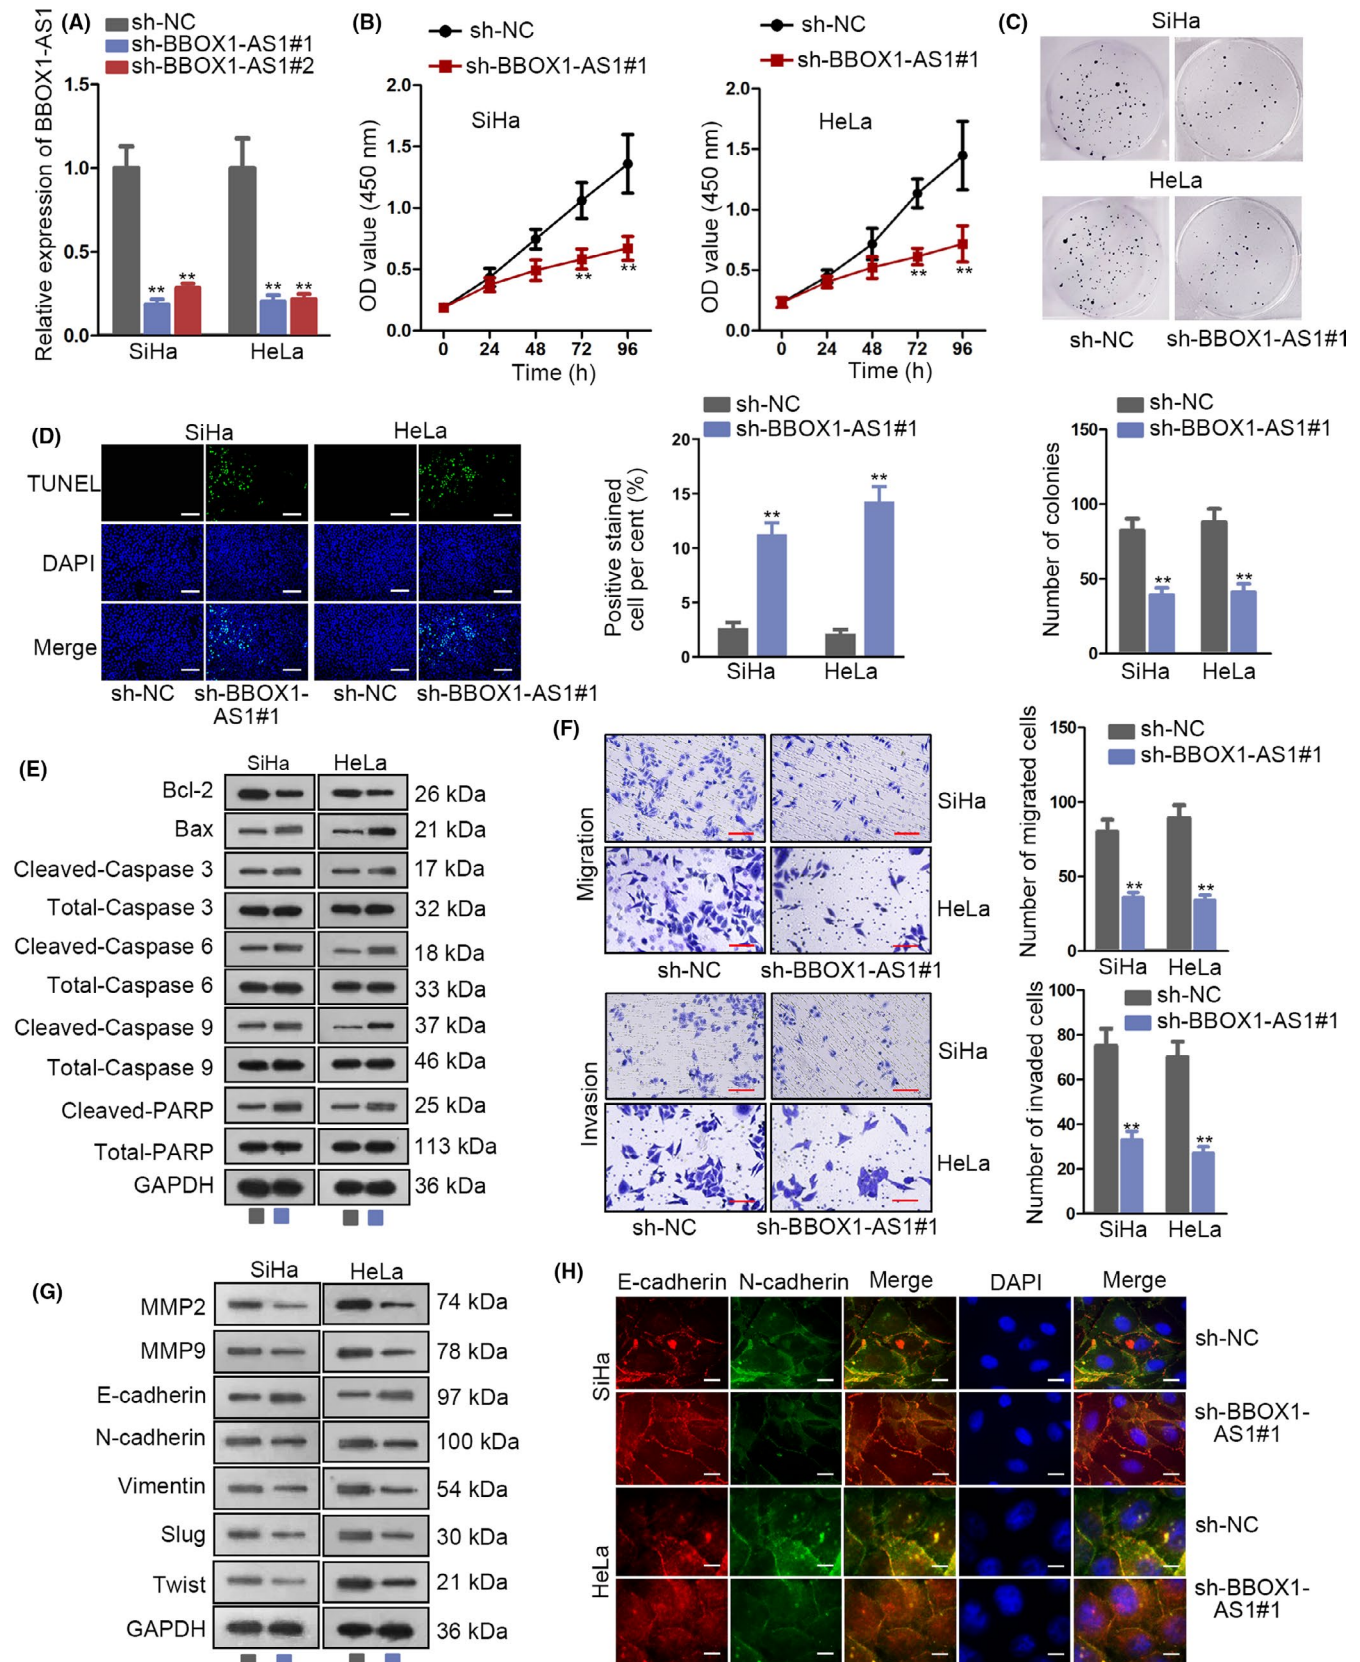 (A)
sh-NC
sh-BBOX1-AS1#1
sh-BBOX1-AS1#2
Relative expression of BBOX1-AS1
1.5
1.0
0.5
0.0
** ** ** **
SiHa HeLa
(B)
sh-NC
sh-BBOX1-AS1#1
SiHa
OD value (450 nm)
2.0
1.5
1.0
0.5
0.0
** **
0 24 48 72 96
Time (h)
sh-NC
sh-BBOX1-AS1#1
HeLa
OD value (450 nm)
2.0
1.5
1.0
0.5
0.0
** **
0 24 48 72 96
Time (h)
(C)
SiHa
HeLa
sh-NC sh-BBOX1-AS1#1
sh-NC
sh-BBOX1-AS1#1
Number of colonies
150
100
50
0
** **
SiHa HeLa
(D)
SiHa HeLa
TUNEL
DAPI
Merge
sh-NC sh-BBOX1-AS1#1 sh-NC sh-BBOX1-AS1#1
sh-NC
sh-BBOX1-AS1#1
Positive stained
cell per cent (%)
20
15
10
5
0
** **
SiHa HeLa
(E)
SiHa HeLa
Bcl-2 26 kDa
Bax 21 kDa
Cleaved-Caspase 3 17 kDa
Total-Caspase 3 32 kDa
Cleaved-Caspase 6 18 kDa
Total-Caspase 6 33 kDa
Cleaved-Caspase 9 37 kDa
Total-Caspase 9 46 kDa
Cleaved-PARP 25 kDa
Total-PARP 113 kDa
GAPDH 36 kDa
(F)
Migration
SiHa
HeLa
sh-NC sh-BBOX1-AS1#1
Invasion
SiHa
HeLa
sh-NC sh-BBOX1-AS1#1
sh-NC
sh-BBOX1-AS1#1
Number of migrated cells
150
100
50
0
** **
SiHa HeLa
sh-NC
sh-BBOX1-AS1#1
Number of invaded cells
100
80
60
40
20
0
** **
SiHa HeLa
(G)
SiHa HeLa
MMP2 74 kDa
MMP9 78 kDa
E-cadherin 97 kDa
N-cadherin 100 kDa
Vimentin 54 kDa
Slug 30 kDa
Twist 21 kDa
GAPDH 36 kDa
(H)
E-cadherin N-cadherin Merge DAPI Merge
SiHa
sh-NC
sh-BBOX1-
AS1#1
HeLa
sh-NC
sh-BBOX1-
AS1#1